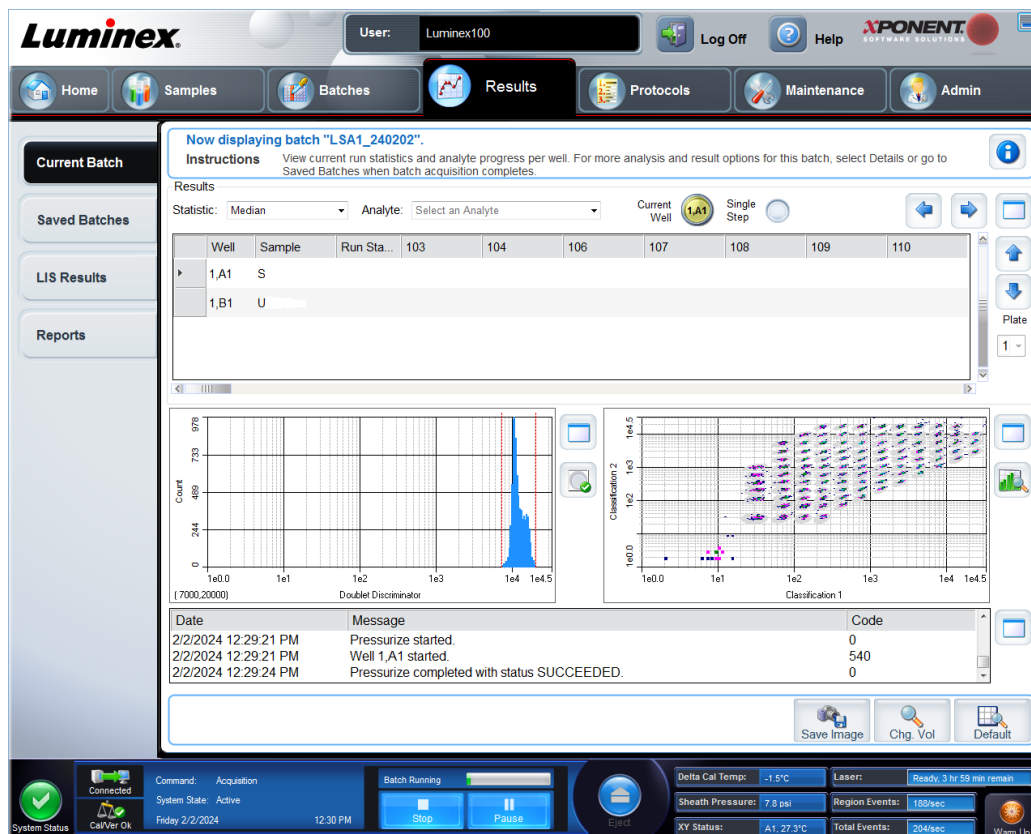 Luminex.
User: Luminex100
Log Off
Help
XPONENT.
SOFTWARE SOLUTIONS
Home
Samples
Batches
Results
Protocols
Maintenance
Admin
Current Batch
Saved Batches
LIS Results
Reports
Now displaying batch "LSA1_240202".
Instructions View current run statistics and analyte progress per well. For more analysis and result options for this batch, select Details or go to
Saved Batches when batch acquisition completes.
Results
Statistic: Median Analyte: Select an Analyte Current Well 1,A1 Single Step
Well Sample Run Sta... 103 104 106 107 108 109 110
1,A1 S
1,B1 U
Plate
1
978
733
489
244
0
Count
1e0.0 1e1 1e2 1e3 1e4 1e4.5
(7000,20000) Doublet Discriminator
1e4.5
1e3
1e2
1e0.0
Classification 2
1e0.0 1e1 1e2 1e3 1e4 1e4.5
Classification 1
Date Message Code
2/2/2024 12:29:21 PM Pressurize started. 0
2/2/2024 12:29:21 PM Well 1,A1 started. 540
2/2/2024 12:29:24 PM Pressurize completed with status SUCCEEDED. 0
Save Image
Chg. Vol
Default
System Status
Connected
Cal/Ver Ok
Command: Acquisition
System State: Active
Friday 2/2/2024 12:30 PM
Batch Running
Stop
Pause
Eject
Delta Cal Temp: -1.5°C
Sheath Pressure: 7.8 psi
XY Status: A1, 27.3°C
Laser: Ready, 3 hr 59 min remain
Region Events: 188/sec
Total Events: 204/sec